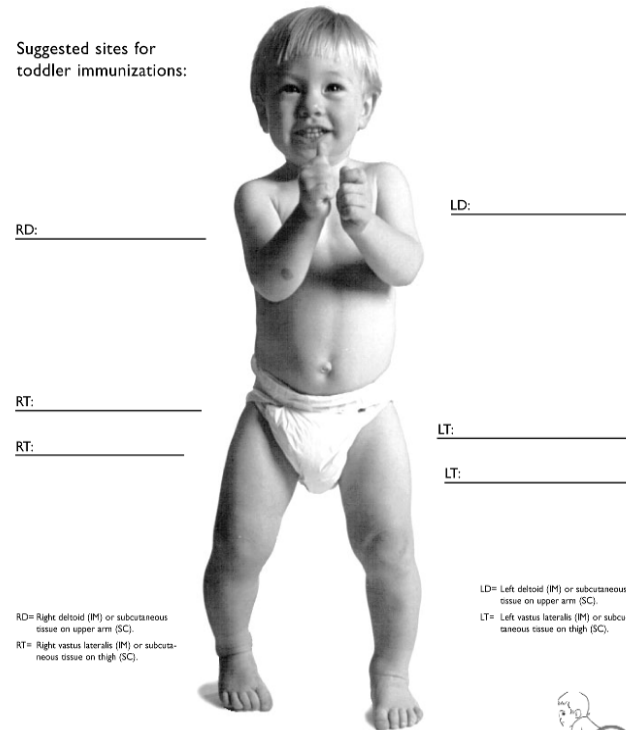 Suggested sites for
toddler immunizations:
LD:
RD:
RT:
LT:
RT:
LT:
RD= Right deltoid (IM) or subcutaneous
tissue on upper arm (SC).
RT= Right vastus lateralis (IM) or subcuta-
neous tissue on thigh (SC).
LD= Left deltoid (IM) or subcutaneous
tissue on upper arm (SC).
LT= Left vastus lateralis (IM) or subcu-
taneous tissue on thigh (SC).